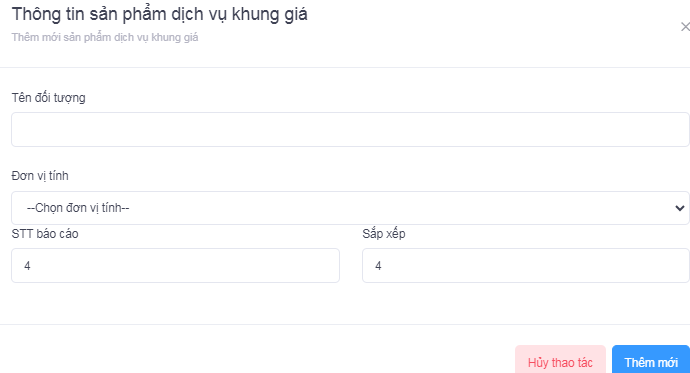 Thông tin sản phẩm dịch vụ khung giá
Thêm mới sản phẩm dịch vụ khung giá
Tên đối tượng
Đơn vị tính
--Chọn đơn vị tính--
STT báo cáo
Sắp xếp
4
4
Hủy thao tác
Thêm mới